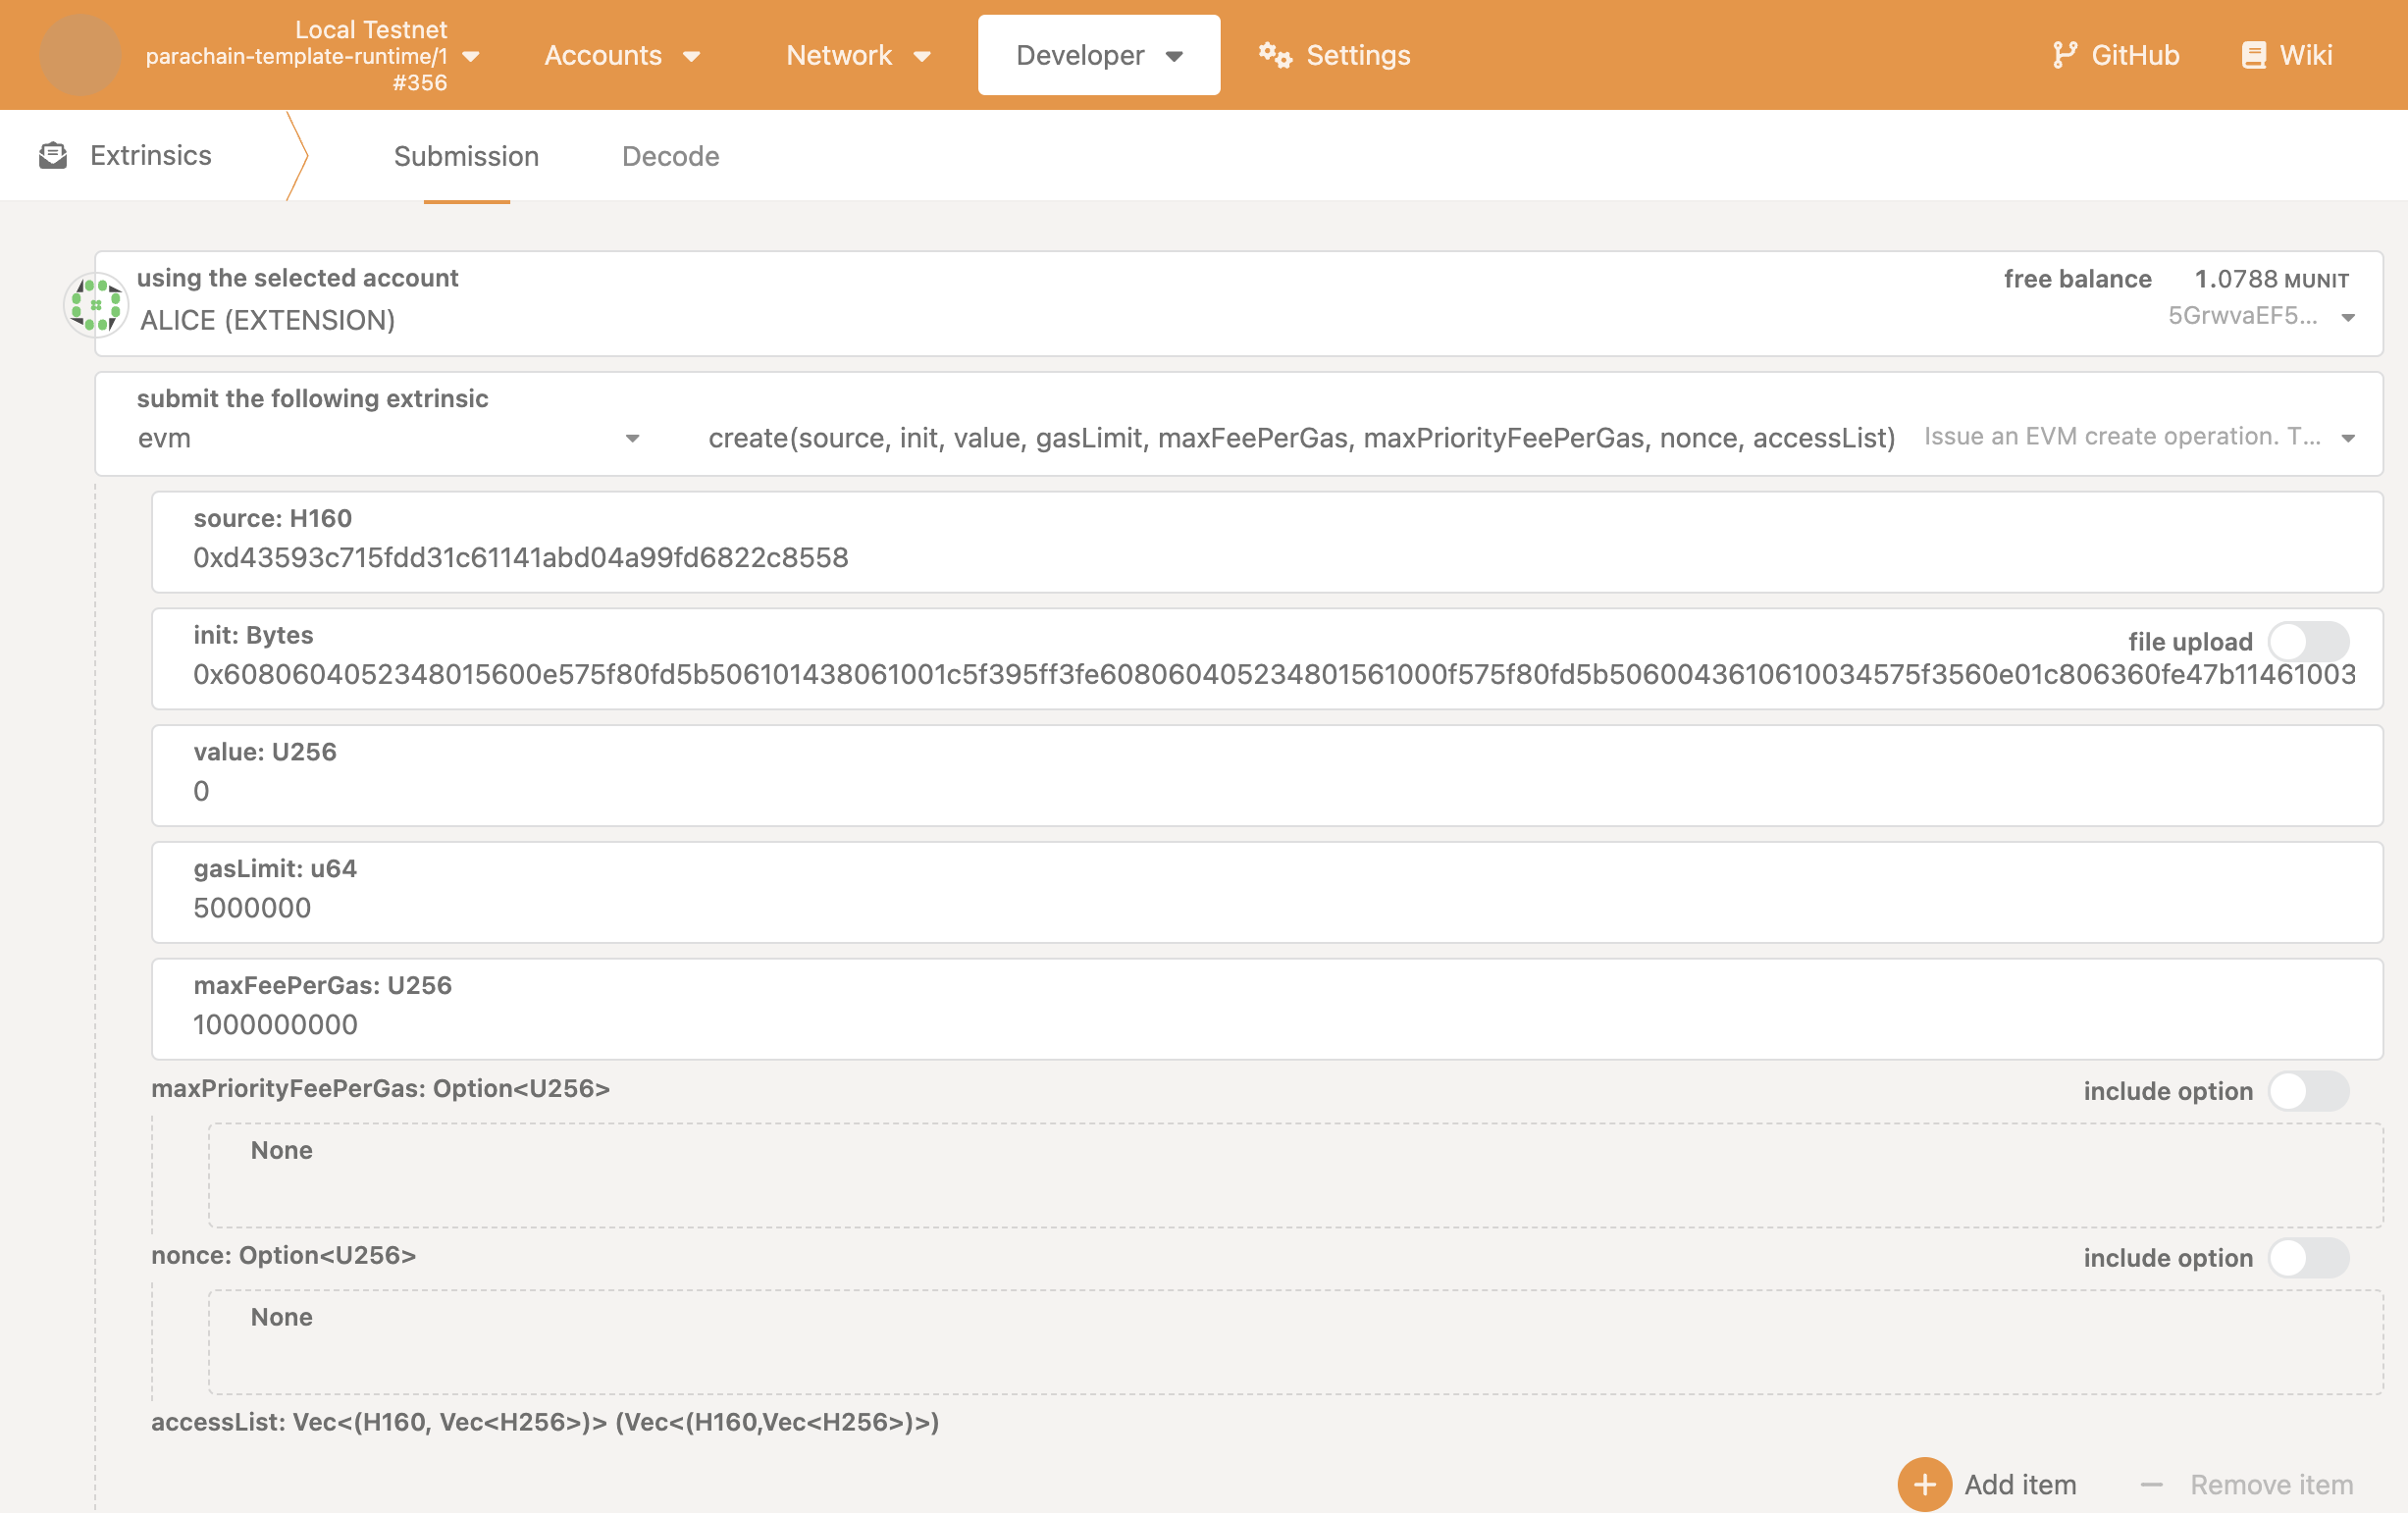 Local Testnet
parachain-template-runtime/1
#356
Accounts
Network
Developer
Settings
GitHub
Wiki
Extrinsics
Submission
Decode
using the selected account
ALICE (EXTENSION)
free balance 1.0788 MUNIT
5GrwvaEF5...
submit the following extrinsic
evm
create(source, init, value, gasLimit, maxFeePerGas, maxPriorityFeePerGas, nonce, accessList)
Issue an EVM create operation. T...
source: H160
0xd43593c715fdd31c61141abd04a99fd6822c8558
init: Bytes
file upload
0x6080604052348015600e575f80fd5b506101438061001c5f395ff3fe608060405234801561000f575f80fd5b5060043610610034575f3560e01c806360fe47b11461003
value: U256
0
gasLimit: u64
5000000
maxFeePerGas: U256
1000000000
maxPriorityFeePerGas: Option<U256>
include option
None
nonce: Option<U256>
include option
None
accessList: Vec<(H160, Vec<H256>)> (Vec<(H160,Vec<H256>)>)
Add item
Remove item